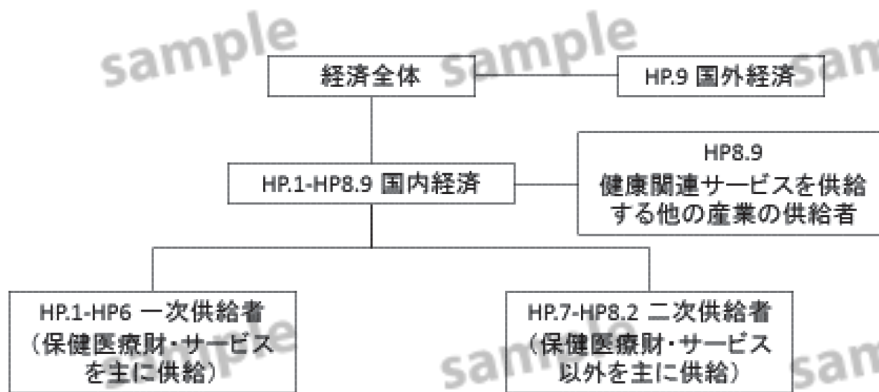 sample sample sam
経済全体
HP.9 国外経済
HP.1-HP8.9 国内経済
HP8.9
健康関連サービスを供給
する他の産業の供給者
HP.1-HP6 一次供給者
（保健医療財・サービス
を主に供給）
HP.7-HP8.2 二次供給者
（保健医療財・サービス
以外を主に供給）
sample sample sam